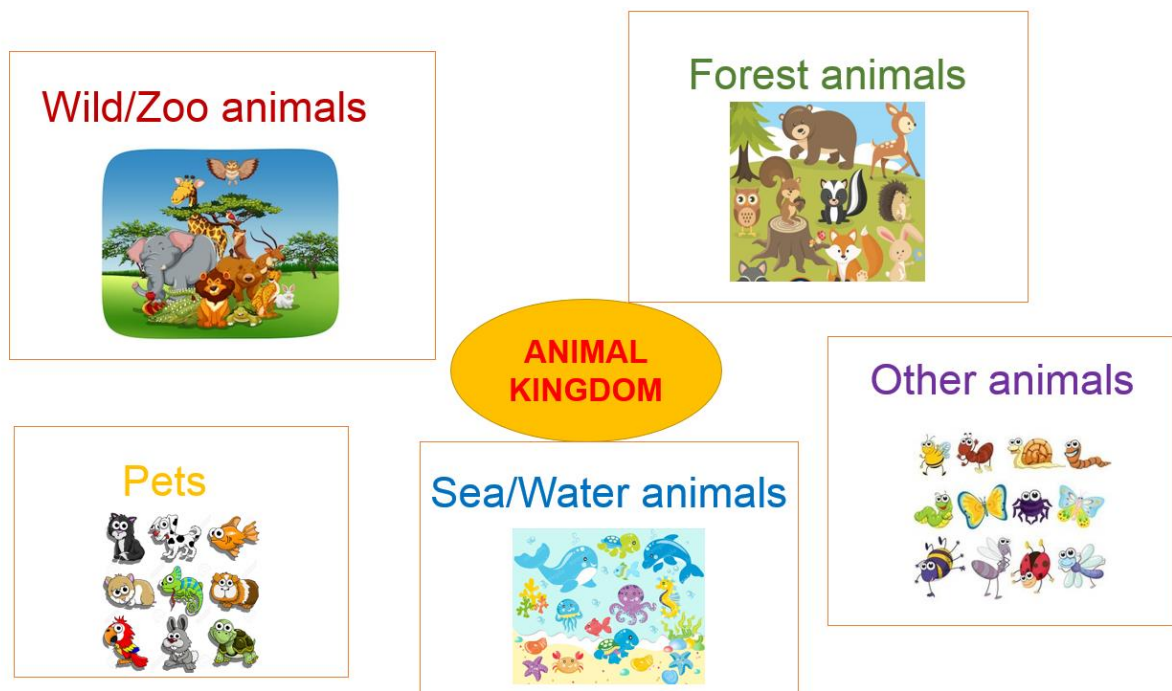 Wild/Zoo animals
Forest animals
ANIMAL
KINGDOM
Other animals
Pets
Sea/Water animals